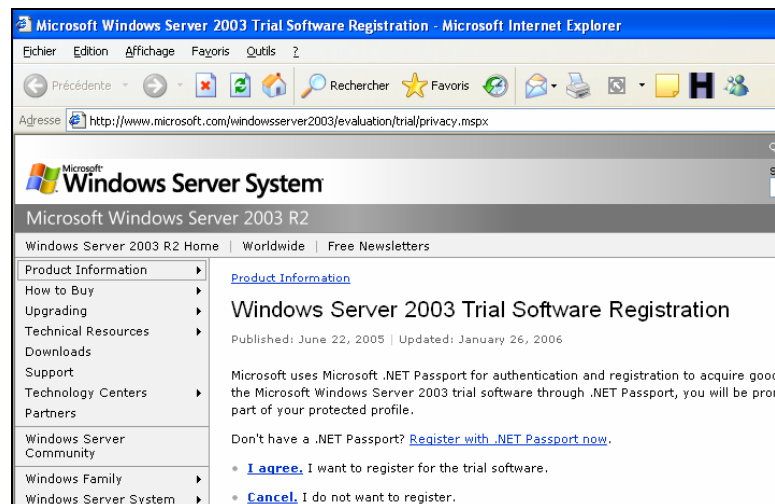 Microsoft Windows Server 2003 Trial Software Registration - Microsoft Internet Explorer
Fichier Edition Affichage Favoris Outils ?
Précédente Rechercher Favoris
Adresse http://www.microsoft.com/windowsserver2003/evaluation/trial/privacy.mspx
Microsoft
Windows Server System
Microsoft Windows Server 2003 R2
Windows Server 2003 R2 Home | Worldwide | Free Newsletters
Product Information
How to Buy
Upgrading
Technical Resources
Downloads
Support
Technology Centers
Partners
Windows Server
Community
Windows Family
Windows Server System
Product Information
Windows Server 2003 Trial Software Registration
Published: June 22, 2005 | Updated: January 26, 2006
Microsoft uses Microsoft .NET Passport for authentication and registration to acquire good
the Microsoft Windows Server 2003 trial software through .NET Passport, you will be pro
part of your protected profile.
Don't have a .NET Passport? Register with .NET Passport now.
I agree. I want to register for the trial software.
Cancel. I do not want to register.